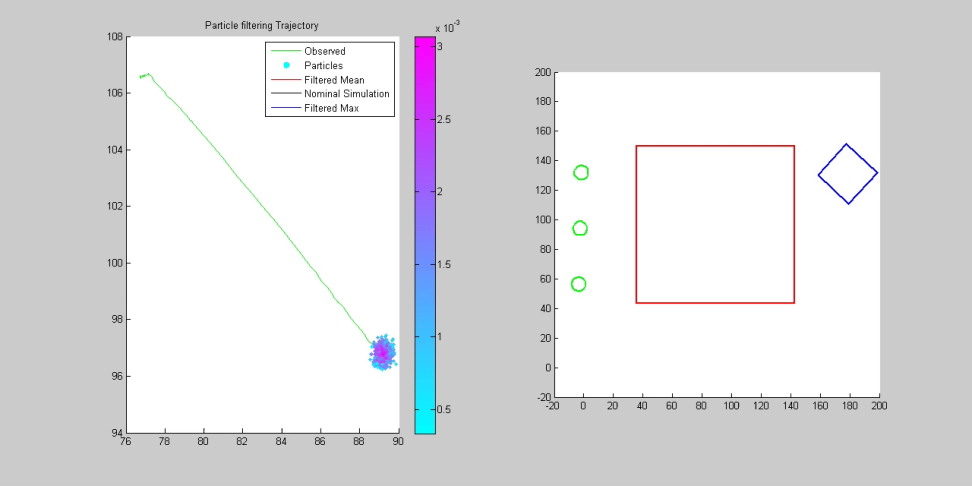 Particle filtering Trajectory
x 10^-3
108
106
104
102
100
98
96
94
76 78 80 82 84 86 88 90
Observed
Particles
Filtered Mean
Nominal Simulation
Filtered Max
3
2.5
2
1.5
1
0.5
200
180
160
140
120
100
80
60
40
20
0
-20
-20 0 20 40 60 80 100 120 140 160 180 200